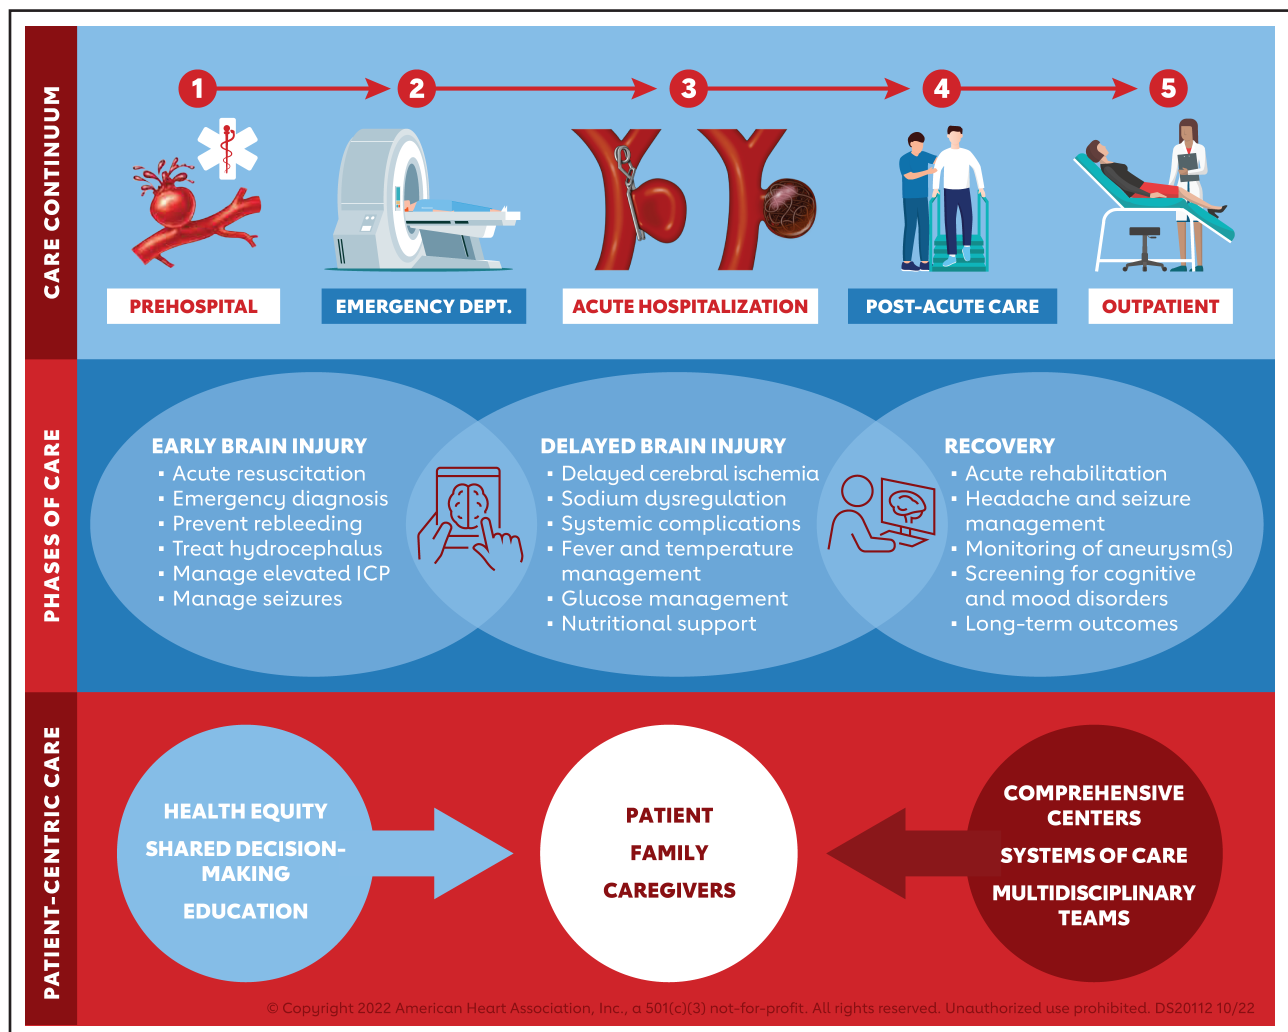 CARE CONTINUUM
1
2
3
4
5
PREHOSPITAL
EMERGENCY DEPT.
ACUTE HOSPITALIZATION
POST-ACUTE CARE
OUTPATIENT
PHASES OF CARE
EARLY BRAIN INJURY
▪ Acute resuscitation
▪ Emergency diagnosis
▪ Prevent rebleeding
▪ Treat hydrocephalus
▪ Manage elevated ICP
▪ Manage seizures
DELAYED BRAIN INJURY
▪ Delayed cerebral ischemia
▪ Sodium dysregulation
▪ Systemic complications
▪ Fever and temperature
management
▪ Glucose management
▪ Nutritional support
RECOVERY
▪ Acute rehabilitation
▪ Headache and seizure
management
▪ Monitoring of aneurysm(s)
▪ Screening for cognitive
and mood disorders
▪ Long-term outcomes
PATIENT-CENTRIC CARE
HEALTH EQUITY
SHARED DECISION-
MAKING
EDUCATION
PATIENT
FAMILY
CAREGIVERS
COMPREHENSIVE
CENTERS
SYSTEMS OF CARE
MULTIDISCIPLINARY
TEAMS
© Copyright 2022 American Heart Association, Inc., a 501(c)(3) not-for-profit. All rights reserved. Unauthorized use prohibited. DS20112 10/22